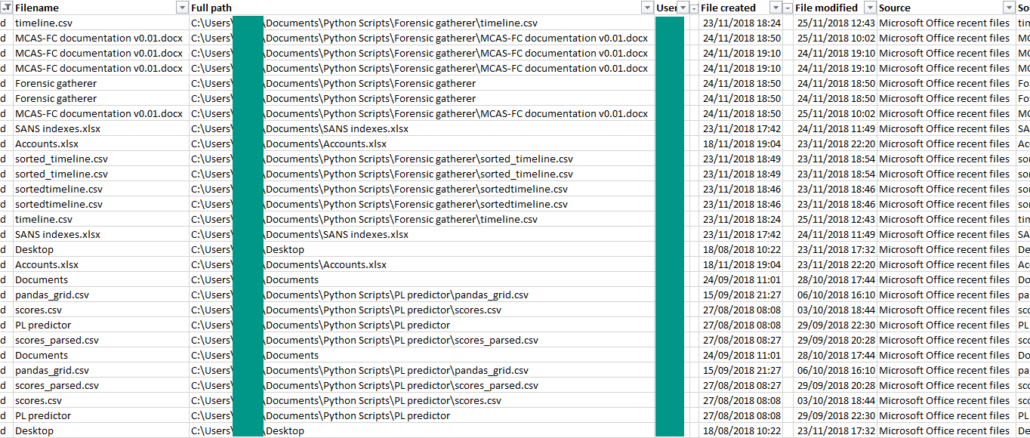 Filename Full path User File created File modified Source So
d timeline.csv C:\Users\ \Documents\Python Scripts\Forensic gatherer\timeline.csv 23/11/2018 18:24 25/11/2018 12:43 Microsoft Office recent files tin
d MCAS-FC documentation v0.01.docx C:\Users\ \Documents\Python Scripts\Forensic gatherer\MCAS-FC documentation v0.01.docx 24/11/2018 18:50 25/11/2018 10:02 Microsoft Office recent files MC
d MCAS-FC documentation v0.01.docx C:\Users\ \Documents\Python Scripts\Forensic gatherer\MCAS-FC documentation v0.01.docx 24/11/2018 19:10 24/11/2018 19:10 Microsoft Office recent files MC
d MCAS-FC documentation v0.01.docx C:\Users\ \Documents\Python Scripts\Forensic gatherer\MCAS-FC documentation v0.01.docx 24/11/2018 19:10 24/11/2018 19:10 Microsoft Office recent files MC
d Forensic gatherer C:\Users\ \Documents\Python Scripts\Forensic gatherer 24/11/2018 18:50 24/11/2018 18:50 Microsoft Office recent files Fo
d Forensic gatherer C:\Users\ \Documents\Python Scripts\Forensic gatherer 24/11/2018 18:50 24/11/2018 18:50 Microsoft Office recent files Fo
d MCAS-FC documentation v0.01.docx C:\Users\ \Documents\Python Scripts\Forensic gatherer\MCAS-FC documentation v0.01.docx 24/11/2018 18:50 25/11/2018 10:02 Microsoft Office recent files MC
d SANS indexes.xlsx C:\Users\ \Documents\SANS indexes.xlsx 23/11/2018 17:42 24/11/2018 11:49 Microsoft Office recent files SA
d Accounts.xlsx C:\Users\ \Documents\Accounts.xlsx 18/11/2018 19:04 23/11/2018 22:20 Microsoft Office recent files Ac
d sorted_timeline.csv C:\Users\ \Documents\Python Scripts\Forensic gatherer\sorted_timeline.csv 23/11/2018 18:49 23/11/2018 18:54 Microsoft Office recent files sor
d sorted_timeline.csv C:\Users\ \Documents\Python Scripts\Forensic gatherer\sorted_timeline.csv 23/11/2018 18:49 23/11/2018 18:54 Microsoft Office recent files sor
d sortedtimeline.csv C:\Users\ \Documents\Python Scripts\Forensic gatherer\sortedtimeline.csv 23/11/2018 18:46 23/11/2018 18:46 Microsoft Office recent files sor
d sortedtimeline.csv C:\Users\ \Documents\Python Scripts\Forensic gatherer\sortedtimeline.csv 23/11/2018 18:46 23/11/2018 18:46 Microsoft Office recent files sor
d timeline.csv C:\Users\ \Documents\Python Scripts\Forensic gatherer\timeline.csv 23/11/2018 18:24 25/11/2018 12:43 Microsoft Office recent files tin
d SANS indexes.xlsx C:\Users\ \Documents\SANS indexes.xlsx 23/11/2018 17:42 24/11/2018 11:49 Microsoft Office recent files SA
d Desktop C:\Users\ \Desktop 18/08/2018 10:22 23/11/2018 17:32 Microsoft Office recent files De
d Accounts.xlsx C:\Users\ \Documents\Accounts.xlsx 18/11/2018 19:04 23/11/2018 22:20 Microsoft Office recent files Ac
d Documents C:\Users\ \Documents 24/09/2018 11:01 28/10/2018 17:44 Microsoft Office recent files Do
d pandas_grid.csv C:\Users\ \Documents\Python Scripts\PL predictor\pandas_grid.csv 15/09/2018 21:27 06/10/2018 16:10 Microsoft Office recent files pa
d scores.csv C:\Users\ \Documents\Python Scripts\PL predictor\scores.csv 27/08/2018 08:08 03/10/2018 18:44 Microsoft Office recent files sco
d PL predictor C:\Users\ \Documents\Python Scripts\PL predictor 27/08/2018 08:08 29/09/2018 22:30 Microsoft Office recent files PL
d scores_parsed.csv C:\Users\ \Documents\Python Scripts\PL predictor\scores_parsed.csv 27/08/2018 08:27 29/09/2018 20:28 Microsoft Office recent files sco
d Documents C:\Users\ \Documents 24/09/2018 11:01 28/10/2018 17:44 Microsoft Office recent files Do
d pandas_grid.csv C:\Users\ \Documents\Python Scripts\PL predictor\pandas_grid.csv 15/09/2018 21:27 06/10/2018 16:10 Microsoft Office recent files pa
d scores_parsed.csv C:\Users\ \Documents\Python Scripts\PL predictor\scores_parsed.csv 27/08/2018 08:27 29/09/2018 20:28 Microsoft Office recent files sco
d scores.csv C:\Users\ \Documents\Python Scripts\PL predictor\scores.csv 27/08/2018 08:08 03/10/2018 18:44 Microsoft Office recent files sco
d PL predictor C:\Users\ \Documents\Python Scripts\PL predictor 27/08/2018 08:08 29/09/2018 22:30 Microsoft Office recent files PL
d Desktop C:\Users\ \Desktop 18/08/2018 10:22 23/11/2018 17:32 Microsoft Office recent files De